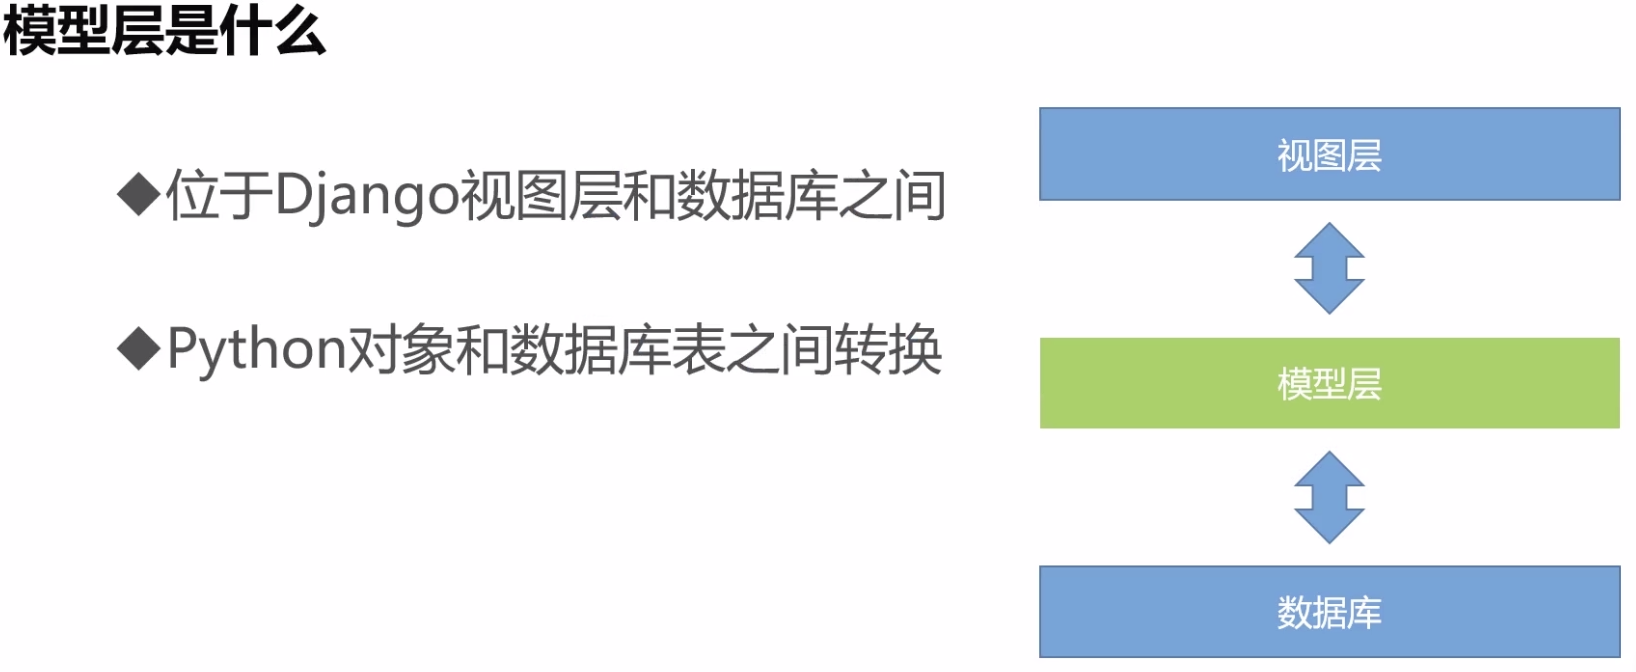 模型层是什么
◆位于Django视图层和数据库之间
◆Python对象和数据库表之间转换
视图层
模型层
数据库